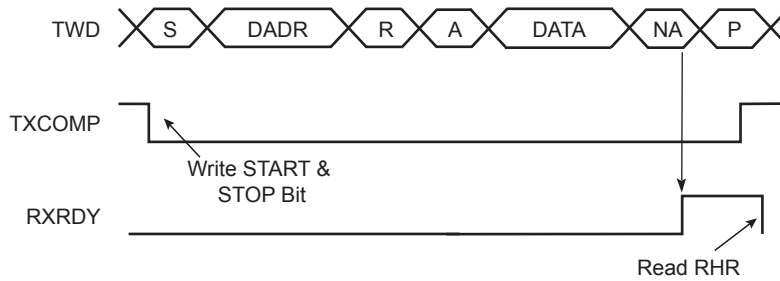 TWD S DADR R A DATA NA P
TXCOMP
Write START &
STOP Bit
RXRDY
Read RHR